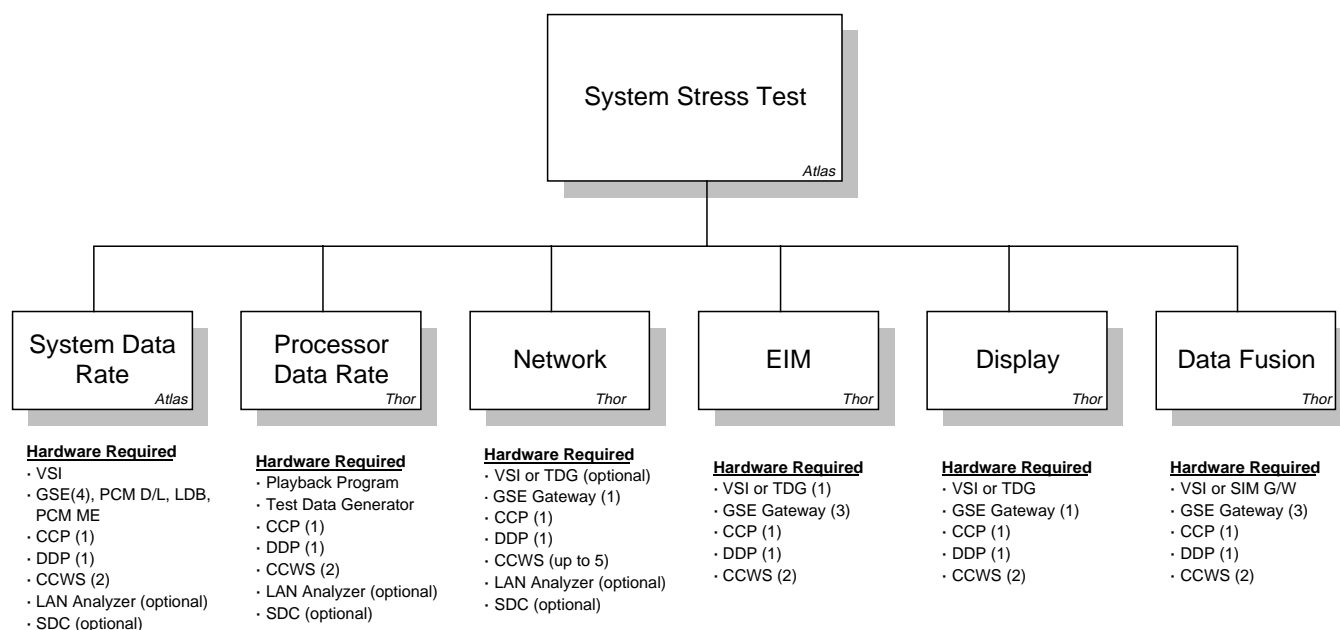 System Stress Test
Atlas
System Data
Rate
Atlas
Hardware Required
· VSI
· GSE(4), PCM D/L, LDB,
PCM ME
· CCP (1)
· DDP (1)
· CCWS (2)
· LAN Analyzer (optional)
· SDC (optional)
Processor
Data Rate
Thor
Hardware Required
· Playback Program
· Test Data Generator
· CCP (1)
· DDP (1)
· CCWS (2)
· LAN Analyzer (optional)
· SDC (optional)
Network
Thor
Hardware Required
· VSI or TDG (optional)
· GSE Gateway (1)
· CCP (1)
· DDP (1)
· CCWS (up to 5)
· LAN Analyzer (optional)
· SDC (optional)
EIM
Thor
Hardware Required
· VSI or TDG (1)
· GSE Gateway (3)
· CCP (1)
· DDP (1)
· CCWS (2)
Display
Thor
Hardware Required
· VSI or TDG
· GSE Gateway (1)
· CCP (1)
· DDP (1)
· CCWS (2)
Data Fusion
Thor
Hardware Required
· VSI or SIM G/W
· GSE Gateway (3)
· CCP (1)
· DDP (1)
· CCWS (2)